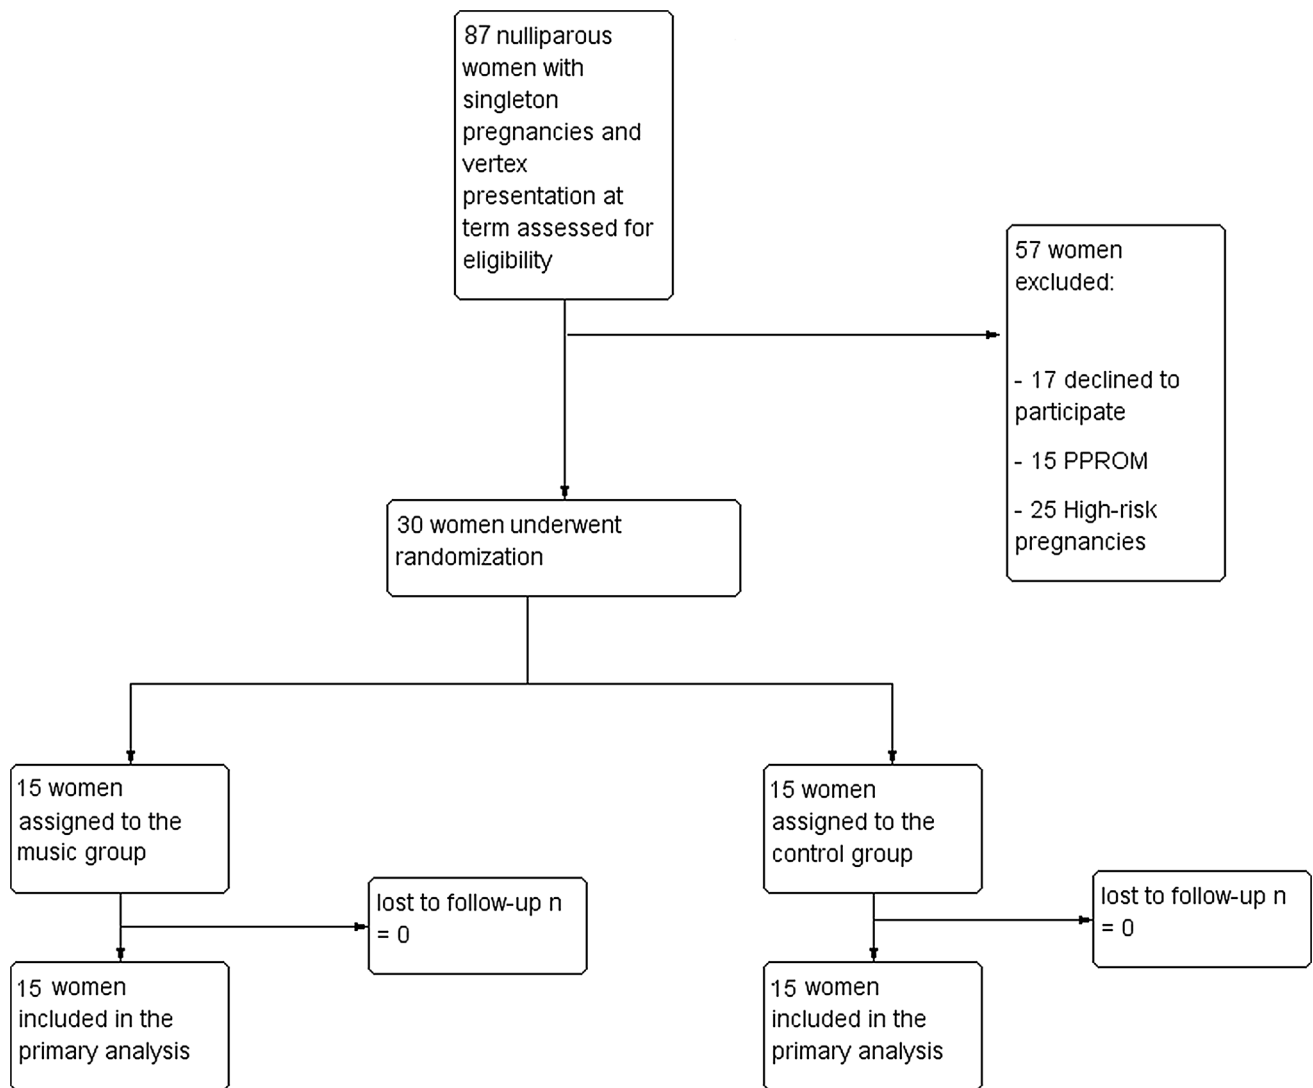 87 nulliparous
women with
singleton
pregnancies and
vertex
presentation at
term assessed for
eligibility
57 women
excluded:
- 17 declined to
participate
- 15 PPROM
- 25 High-risk
pregnancies
30 women underwent
randomization
15 women
assigned to the
music group
15 women
assigned to the
control group
lost to follow-up n
= 0
lost to follow-up n
= 0
15 women
included in the
primary analysis
15 women
included in the
primary analysis